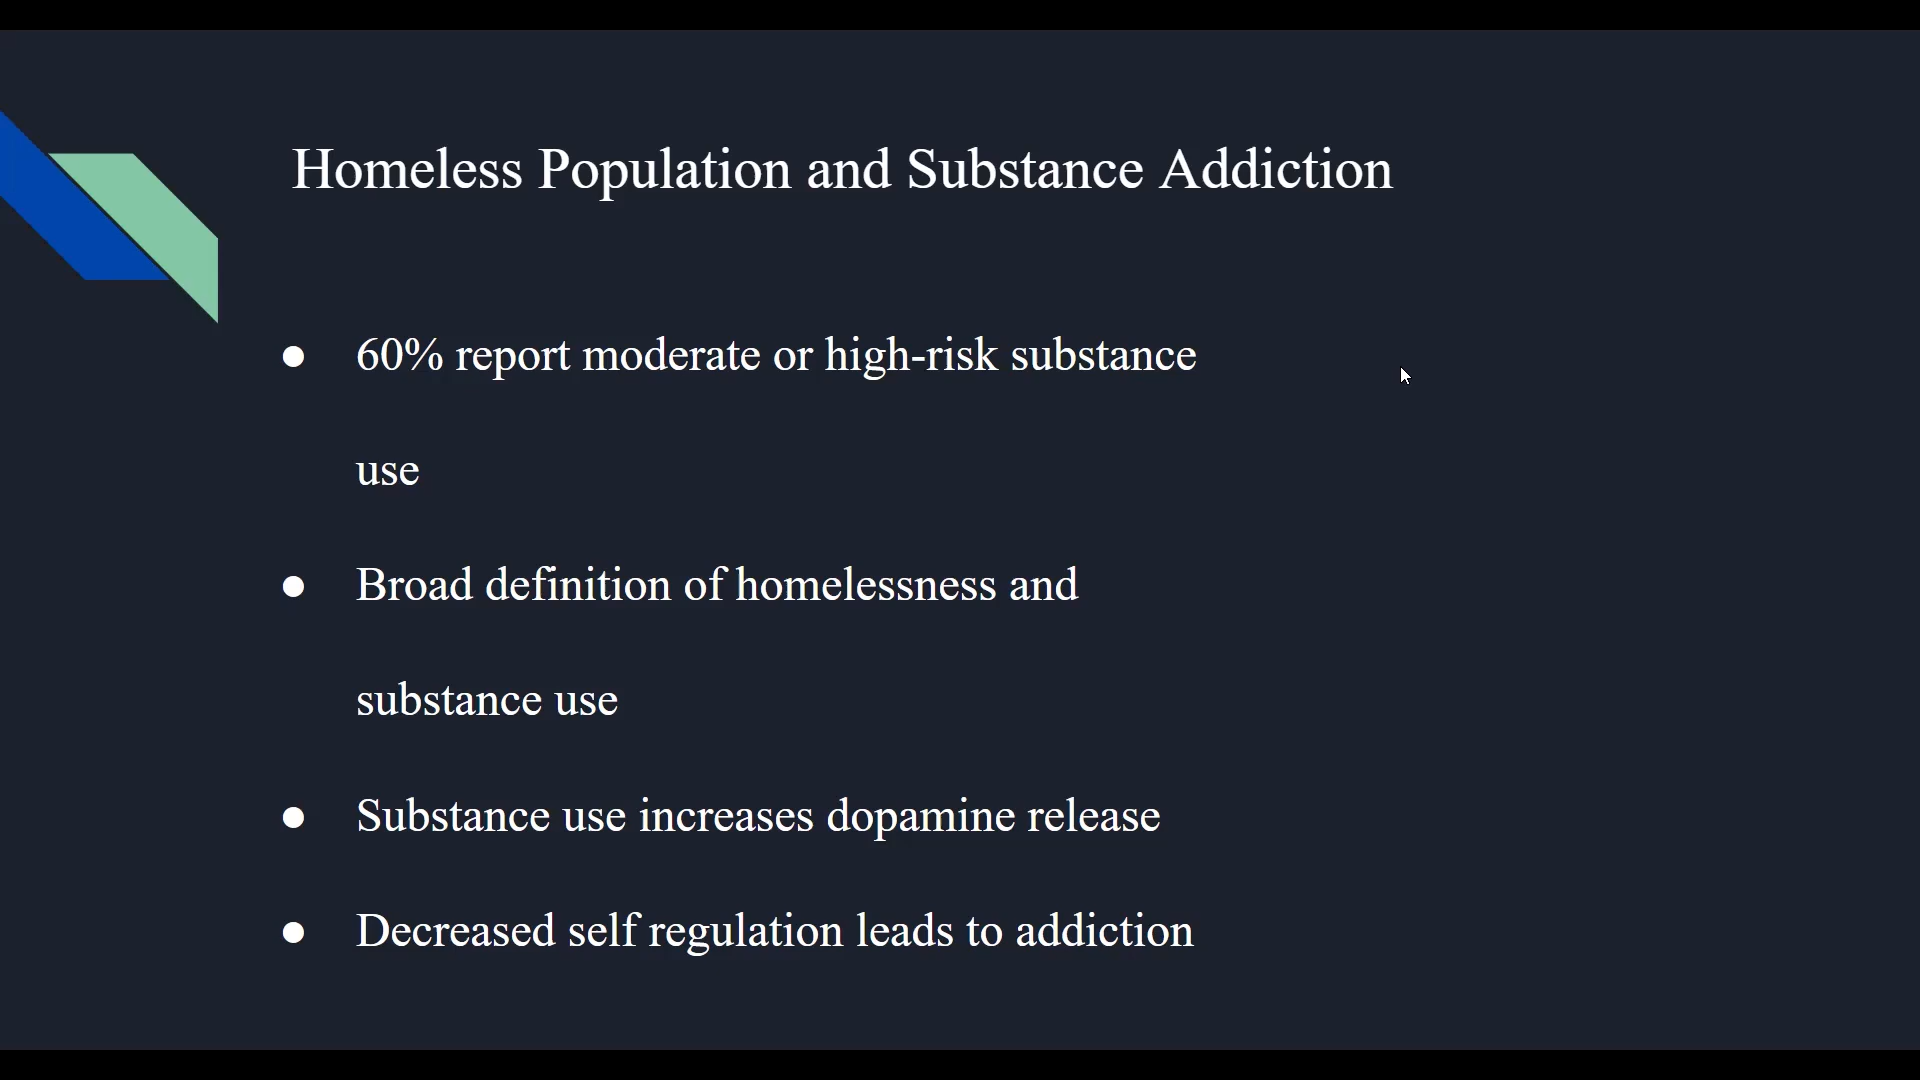 Homeless Population and Substance Addiction
● 60% report moderate or high-risk substance
use
● Broad definition of homelessness and
substance use
● Substance use increases dopamine release
● Decreased self regulation leads to addiction